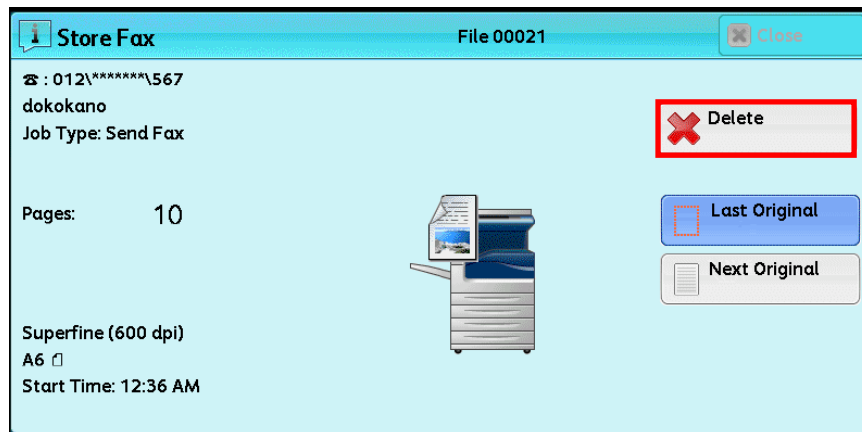 Store Fax
File 00021
Close
☎ : 012\*******\567
dokokano
Job Type: Send Fax
Delete
Pages: 10
Last Original
Next Original
Superfine (600 dpi)
A6
Start Time: 12:36 AM